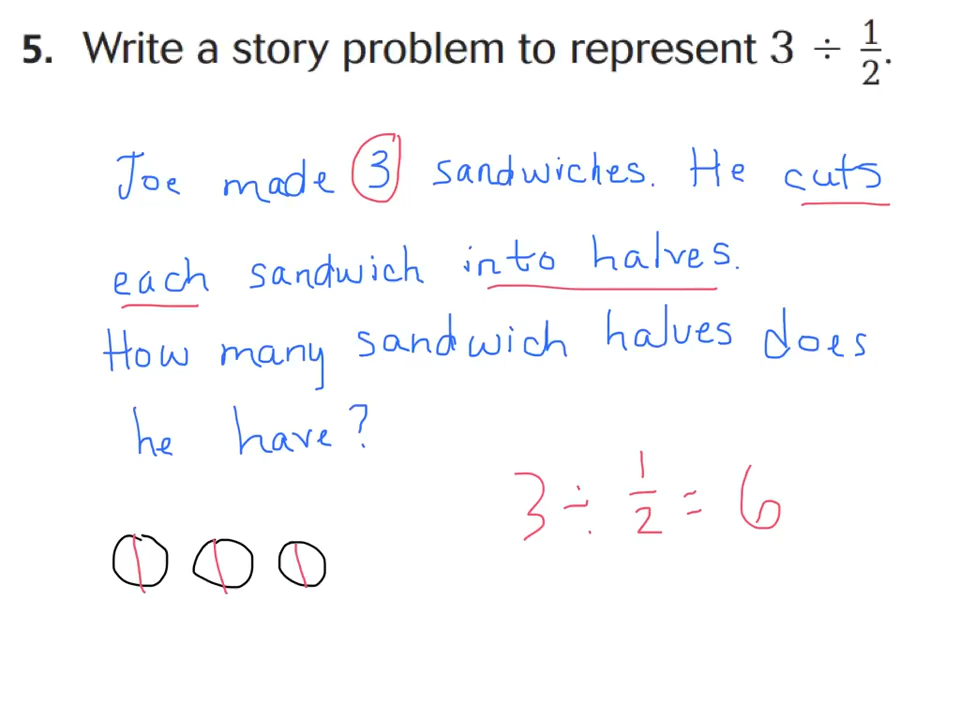 5. Write a story problem to represent 3 ÷ 1/2.
Joe made 3 sandwiches. He cuts
each sandwich into halves.
How many sandwich halves does
he have?
3 ÷ 1/2 = 6